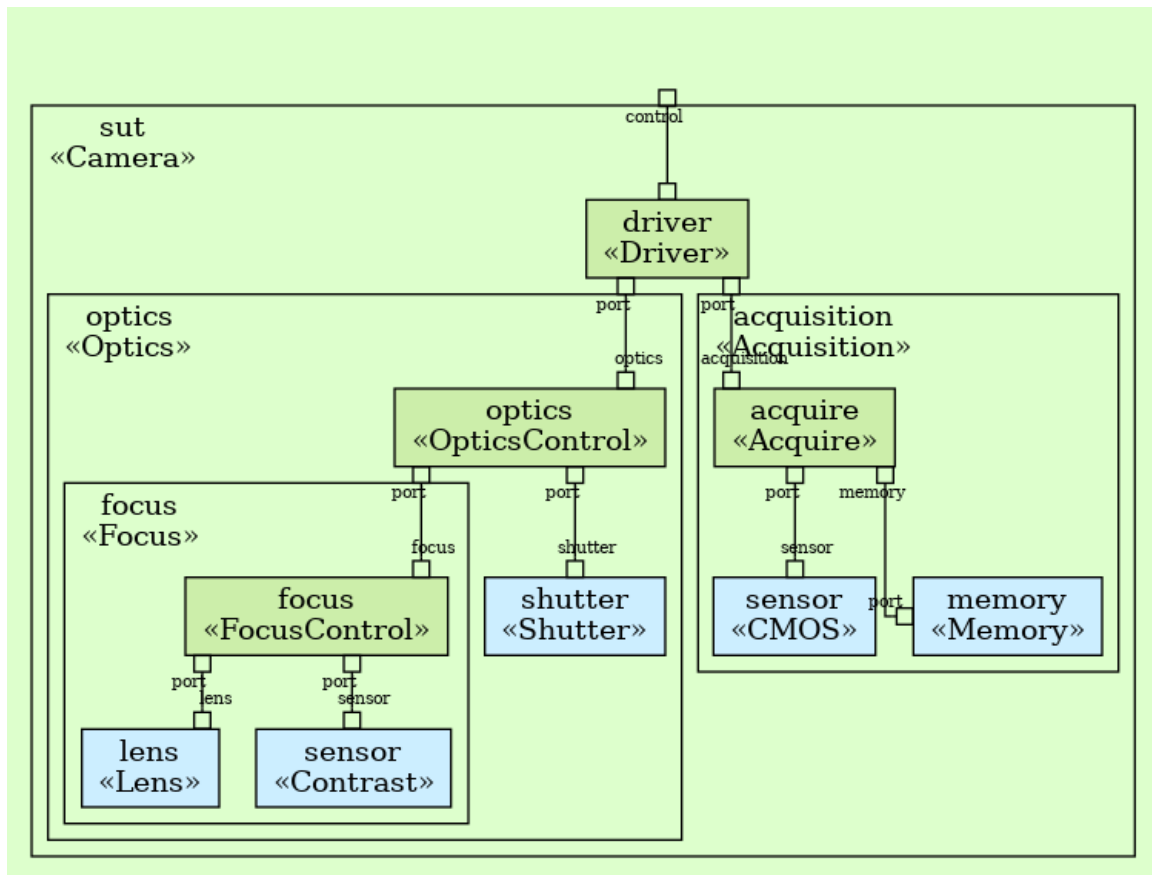 control
sut
«Camera»
driver
«Driver»
port
port
optics
«Optics»
acquisition
«Acquisition»
optics
acquisition
optics
«OpticsControl»
acquire
«Acquire»
port
port
port
memory
focus
«Focus»
focus
shutter
sensor
focus
«FocusControl»
shutter
«Shutter»
sensor
«CMOS»
port
memory
«Memory»
port
port
lens
sensor
lens
«Lens»
sensor
«Contrast»